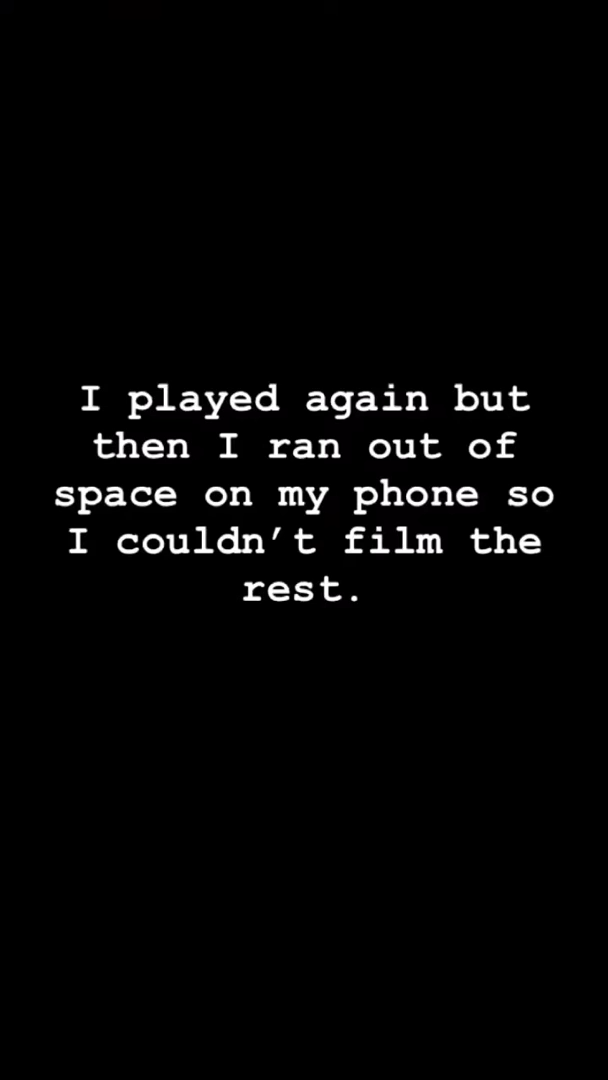 I played again but
then I ran out of
space on my phone so
I couldn’t film the
rest.